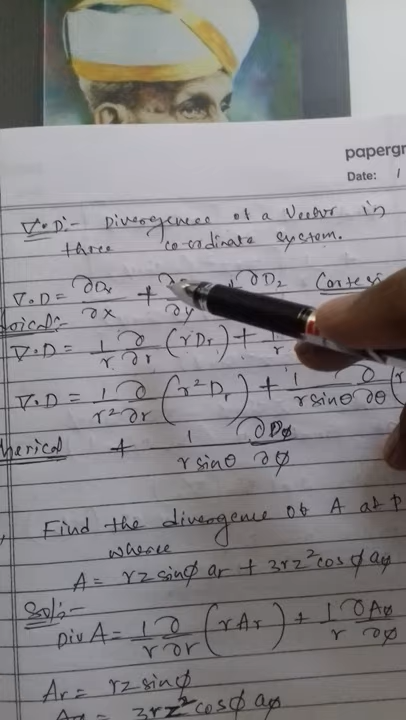 papergr
Date: /
∇·D:- Divergence of a Vector in
three co-ordinate system.
∇·D = ∂Dx/∂x + /∂y ∂Dz Cartesi
∇·D = 1/r ∂/∂r (rDr) + 1/r
∇·D = 1/r² ∂/∂r (r²Dr) + 1/r sinθ ∂/∂θ (
herical + 1/r sinθ ∂Dφ/∂φ
Find the divergence of A at P
where
A = rz sinφ ar + 3rz² cosφ aφ
Sol:-
Div A = 1/r ∂/∂r (rAr) + 1/r ∂Aφ/∂φ
Ar = rz sinφ
= 3rz² cosφ aφ